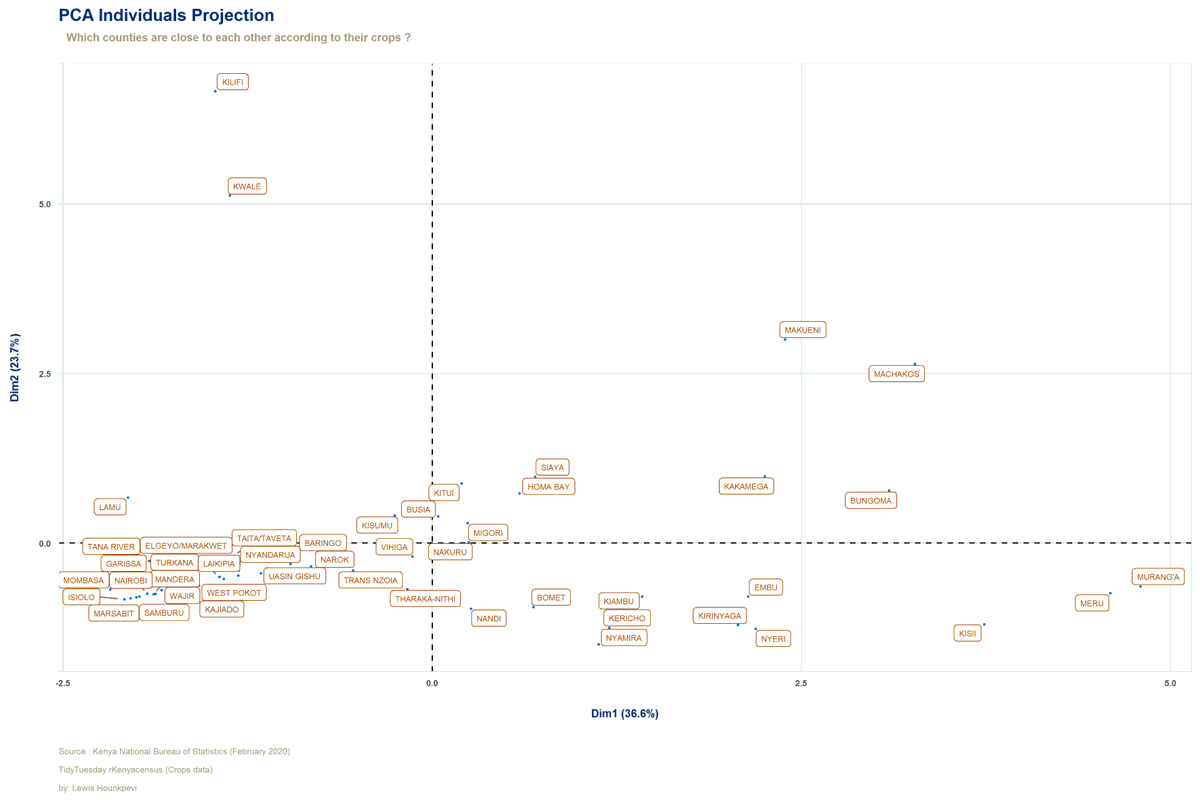 PCA Individuals Projection
Which counties are close to each other according to their crops ?
KILIFI
KWALE
5.0
MAKUENI
Dim2 (23.7%)
2.5
MACHAKOS
SIAYA
HOMA BAY
KAKAMEGA
KITUI
BUNGOMA
LAMU
BUSIA
KISUMU
MIGORI
TAITA/TAVETA
0.0
TANA RIVER
ELGEYO/MARAKWET
BARINGO
VIHIGA
NAKURU
NYANDARUA
NAROK
GARISSA
TURKANA
LAIKIPIA
UASIN GISHU
MOMBASA
NAIROBI
MANDERA
TRANS NZOIA
MURANG'A
EMBU
WEST POKOT
ISIOLO
WAJIR
THARAKA-NITHI
BOMET
KIAMBU
MERU
MARSABIT
SAMBURU
KAJIADO
NANDI
KERICHO
KIRINYAGA
NYAMIRA
NYERI
KISII
-2.5
0.0
2.5
5.0
Dim1 (36.6%)
Source : Kenya National Bureau of Statistics (February 2020)
TidyTuesday rKenyacensus (Crops data)
by: Lewis Hounkpevi